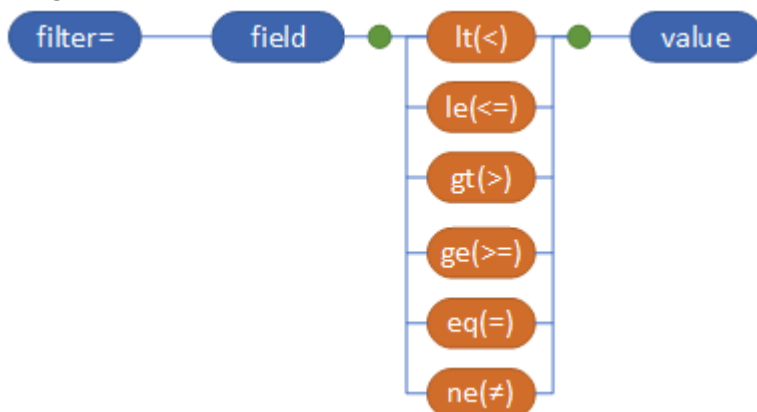 filter= field lt(<) value
le(<=)
gt(>)
ge(>=)
eq(=)
ne(≠)